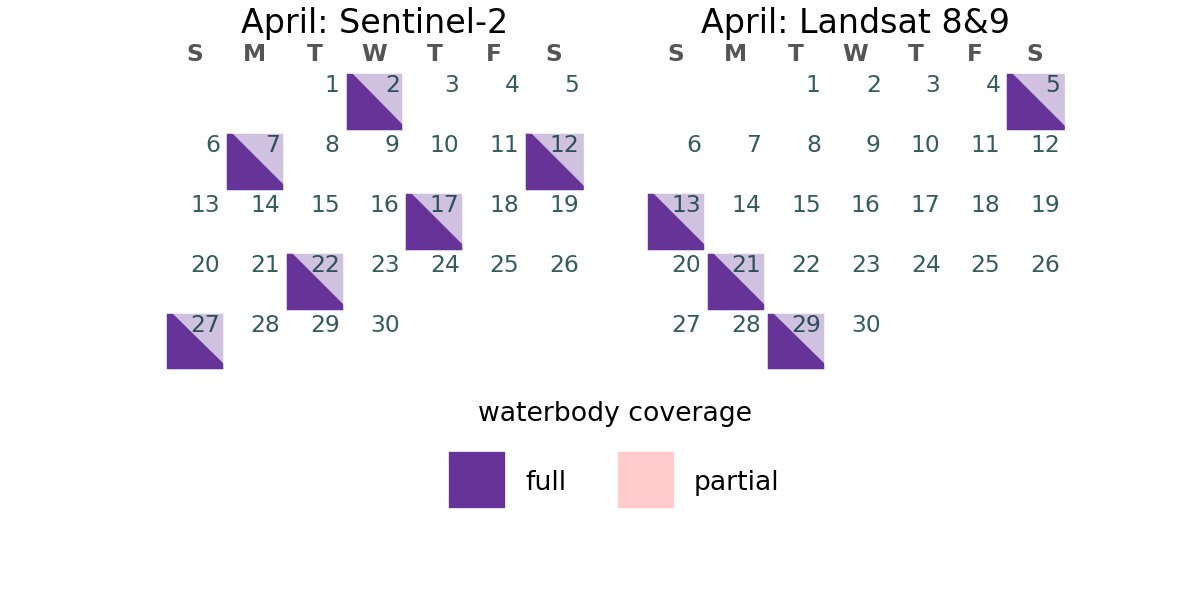 April: Sentinel-2
S M T W T F S
1 2 3 4 5
6 7 8 9 10 11 12
13 14 15 16 17 18 19
20 21 22 23 24 25 26
27 28 29 30
April: Landsat 8&9
S M T W T F S
1 2 3 4 5
6 7 8 9 10 11 12
13 14 15 16 17 18 19
20 21 22 23 24 25 26
27 28 29 30
waterbody coverage
full partial